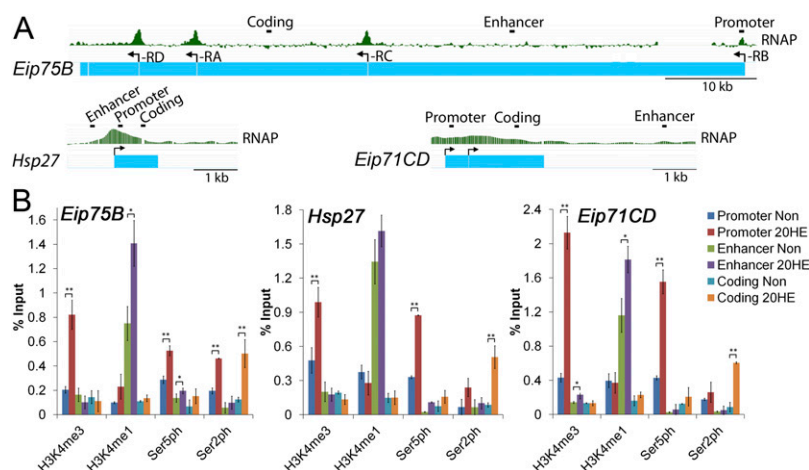 A
Coding
Enhancer
Promoter
RNAP
-RD
-RA
-RC
-RB
Eip75B
10 kb
Enhancer
Promoter
Coding
RNAP
Hsp27
1 kb
Promoter
Coding
Enhancer
RNAP
Eip71CD
1 kb
B
Eip75B
% Input
1.6
1.4
1.2
1
0.8
0.6
0.4
0.2
0
**
*
**
*
**
**
H3K4me3
H3K4me1
Ser5ph
Ser2ph
Hsp27
% Input
1.8
1.5
1.2
0.9
0.6
0.3
0
**
**
**
H3K4me3
H3K4me1
Ser5ph
Ser2ph
Eip71CD
% Input
2.4
2
1.6
1.2
0.8
0.4
0
**
*
*
**
**
H3K4me3
H3K4me1
Ser5ph
Ser2ph
Promoter Non
Promoter 20HE
Enhancer Non
Enhancer 20HE
Coding Non
Coding 20HE